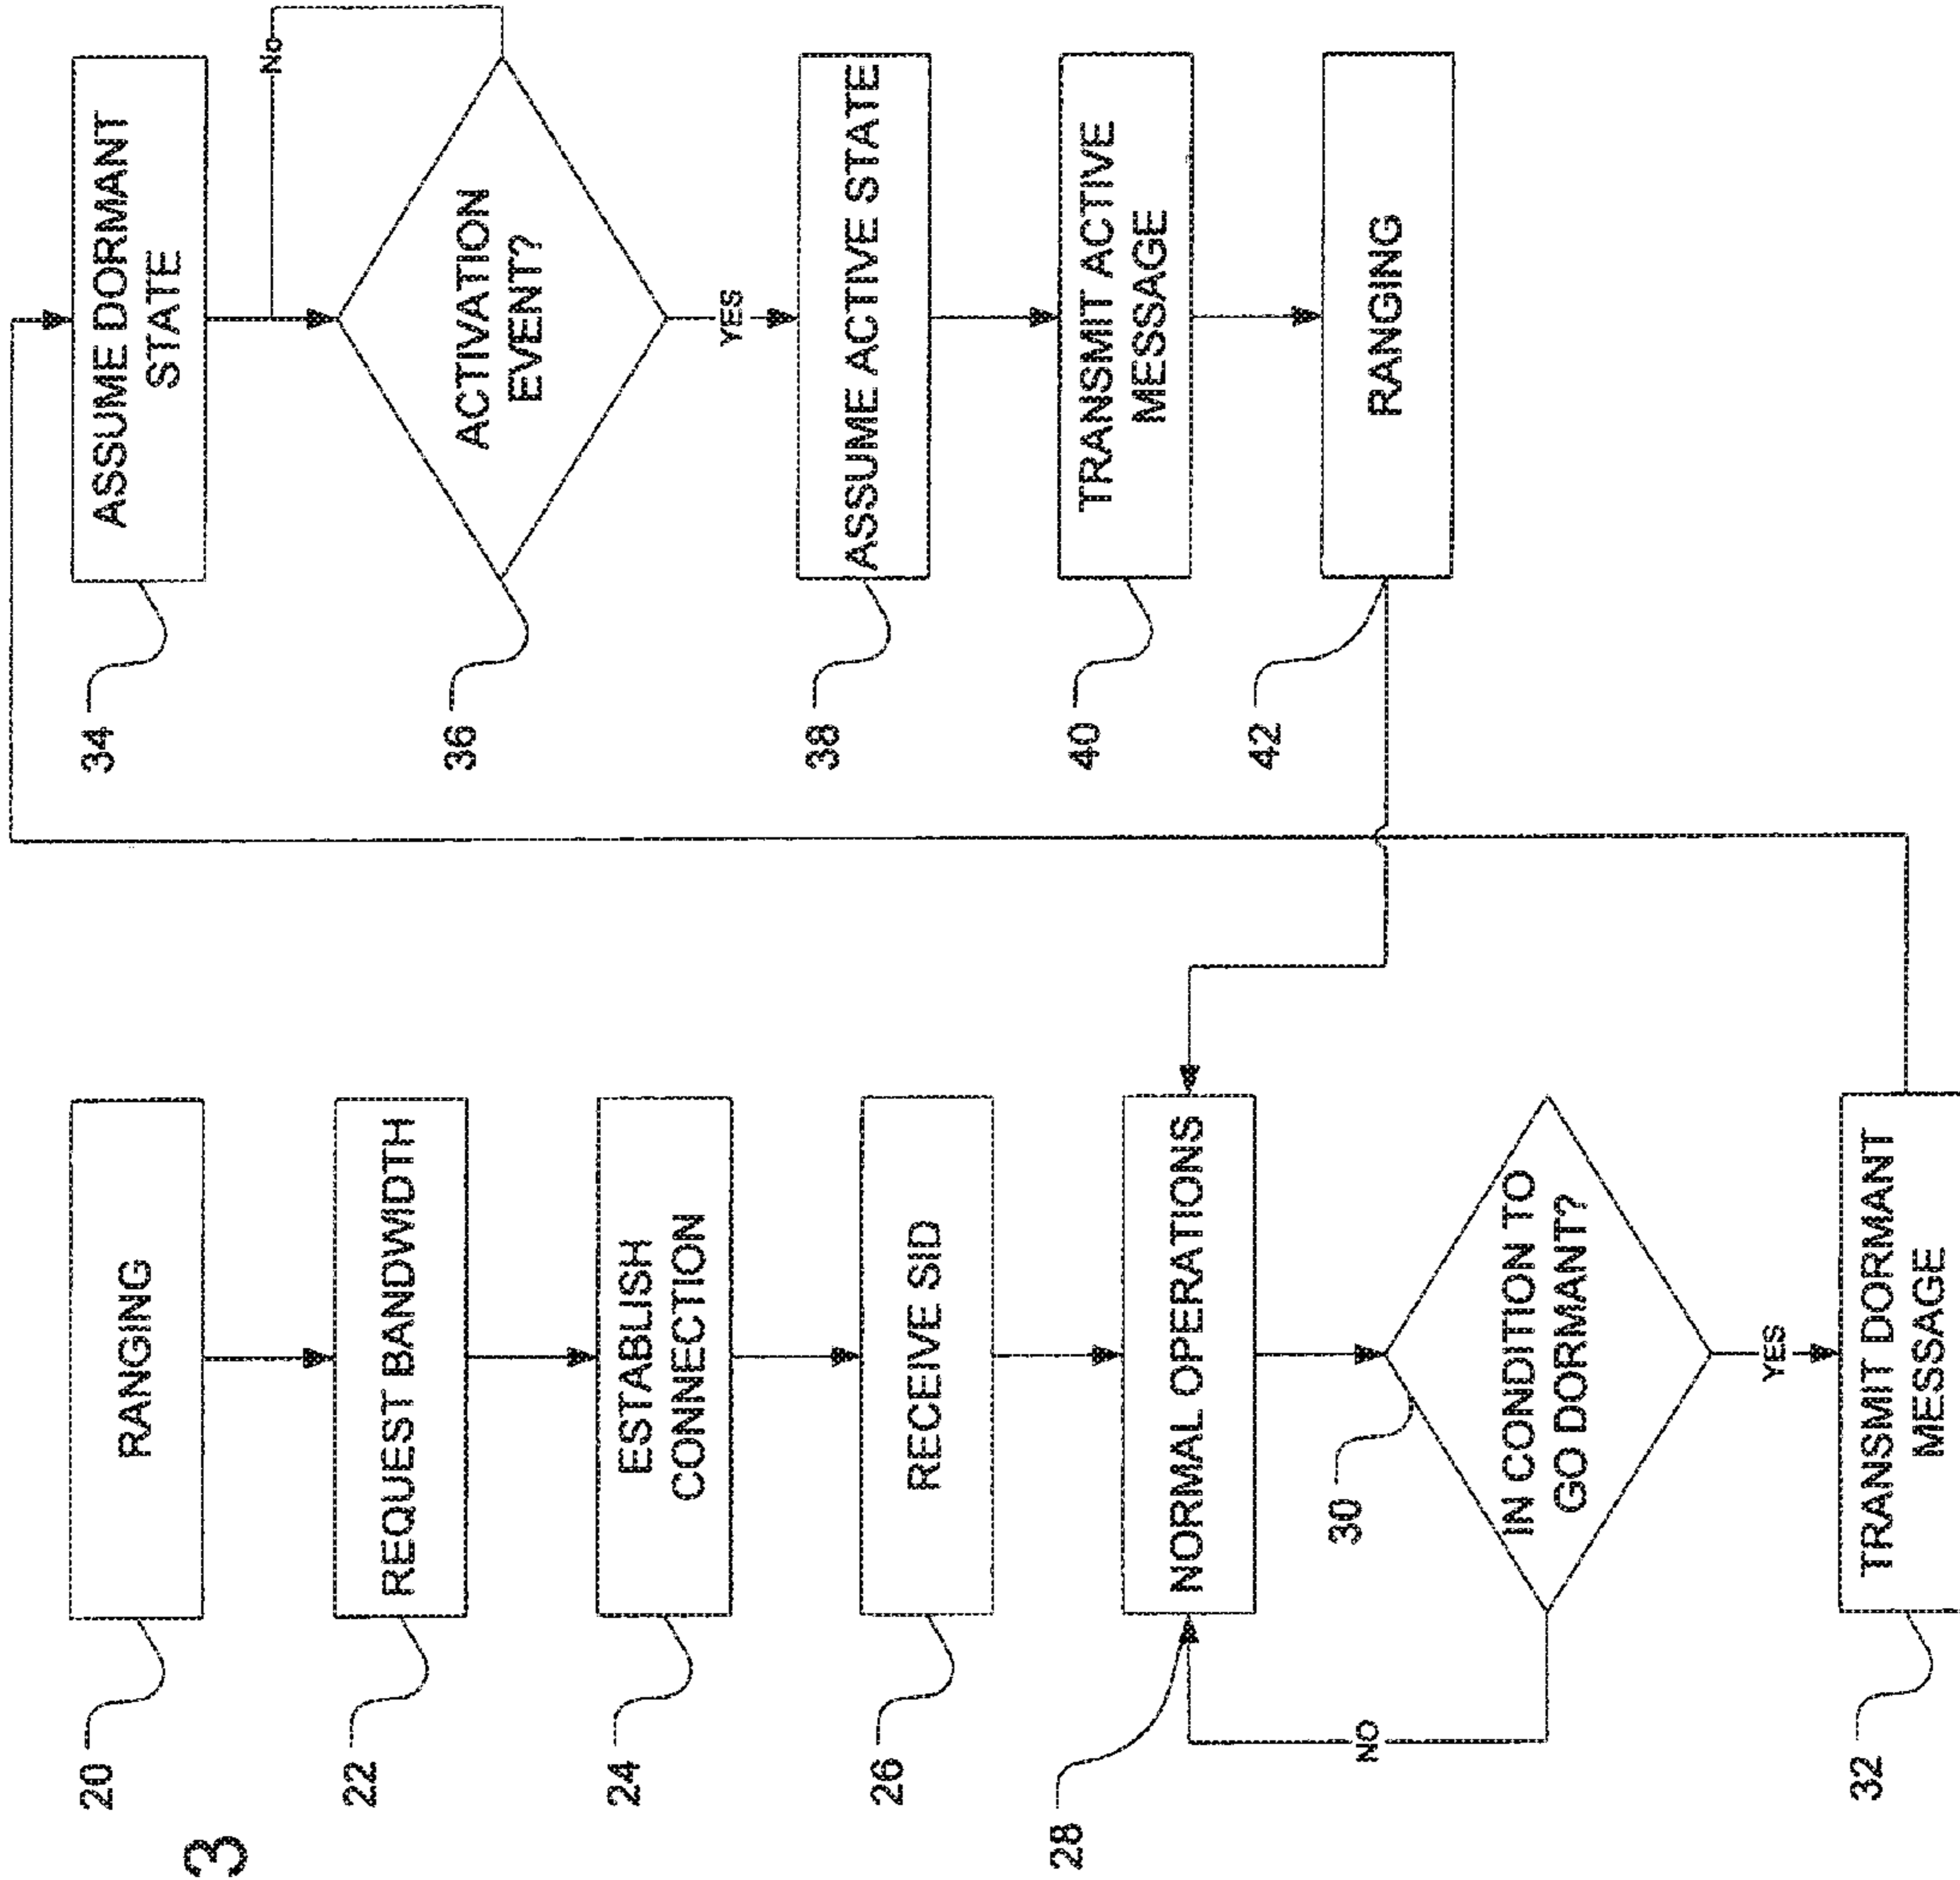 3
20
RANGING
22
REQUEST BANDWIDTH
24
ESTABLISH
CONNECTION
26
RECEIVE SID
28
NORMAL OPERATIONS
30
IN CONDITION TO
GO DORMANT?
NO
YES
32
TRANSMIT DORMANT
MESSAGE
34
ASSUME DORMANT
STATE
No
36
ACTIVATION
EVENT?
YES
38
ASSUME ACTIVE STATE
40
TRANSMIT ACTIVE
MESSAGE
42
RANGING